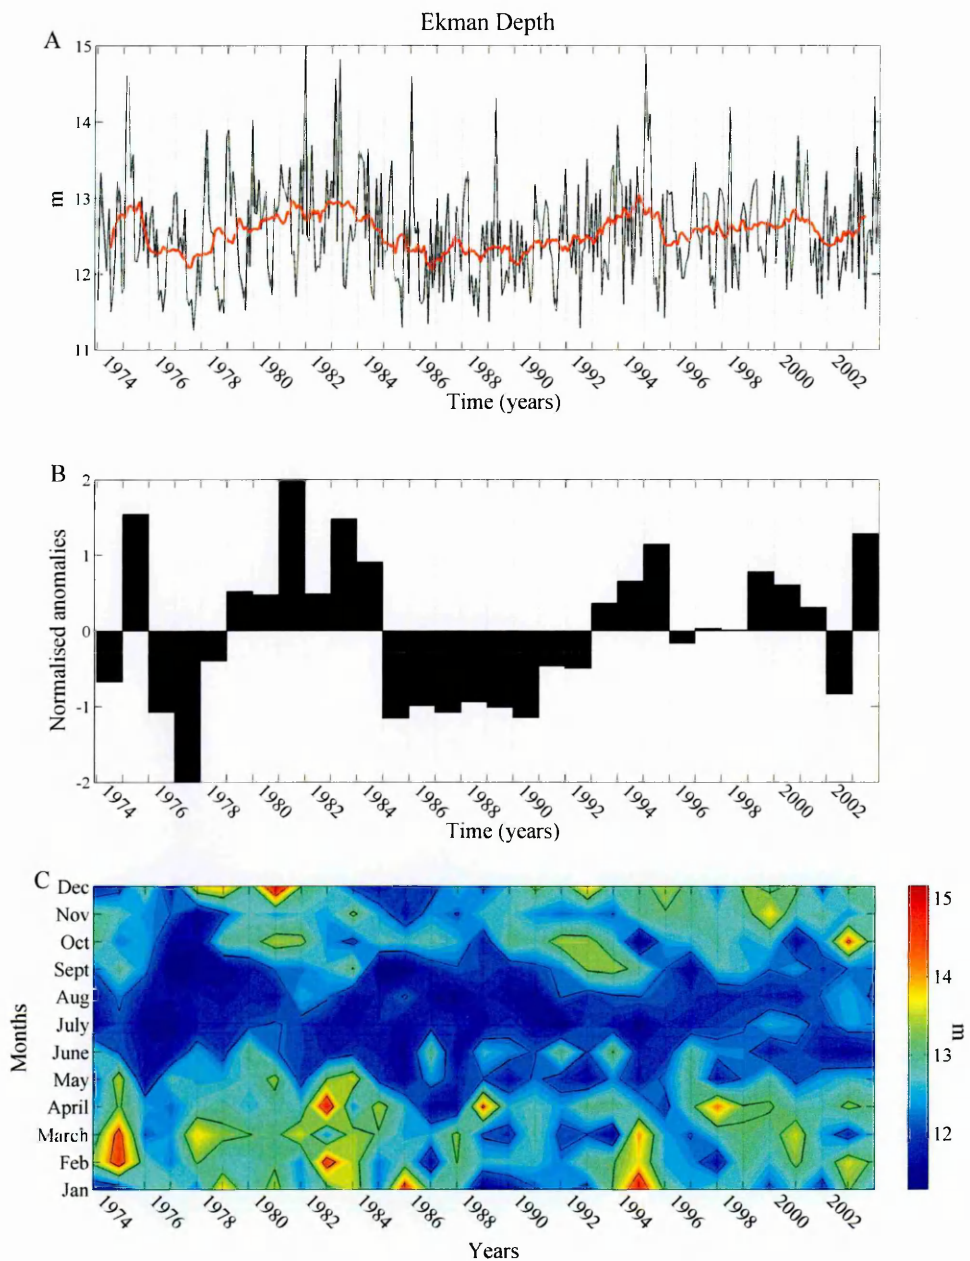 Ekman Depth
A
15
14
13
12
11
m
1974 1976 1978 1980 1982 1984 1986 1988 1990 1992 1994 1996 1998 2000 2002
Time (years)
B
2
1
0
-1
-2
Normalised anomalies
1974 1976 1978 1980 1982 1984 1986 1988 1990 1992 1994 1996 1998 2000 2002
Time (years)
C
Dec
Nov
Oct
Sept
Aug
July
June
May
April
March
Feb
Jan
Months
1974 1976 1978 1980 1982 1984 1986 1988 1990 1992 1994 1996 1998 2000 2002
Years
15
14
13
12
m